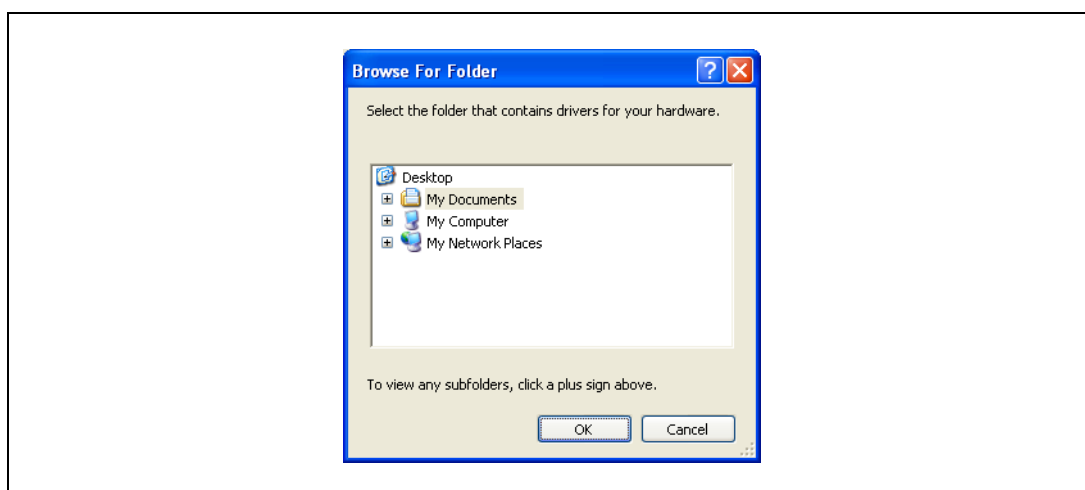 Browse For Folder
Select the folder that contains drivers for your hardware.
Desktop
My Documents
My Computer
My Network Places
To view any subfolders, click a plus sign above.
OK Cancel